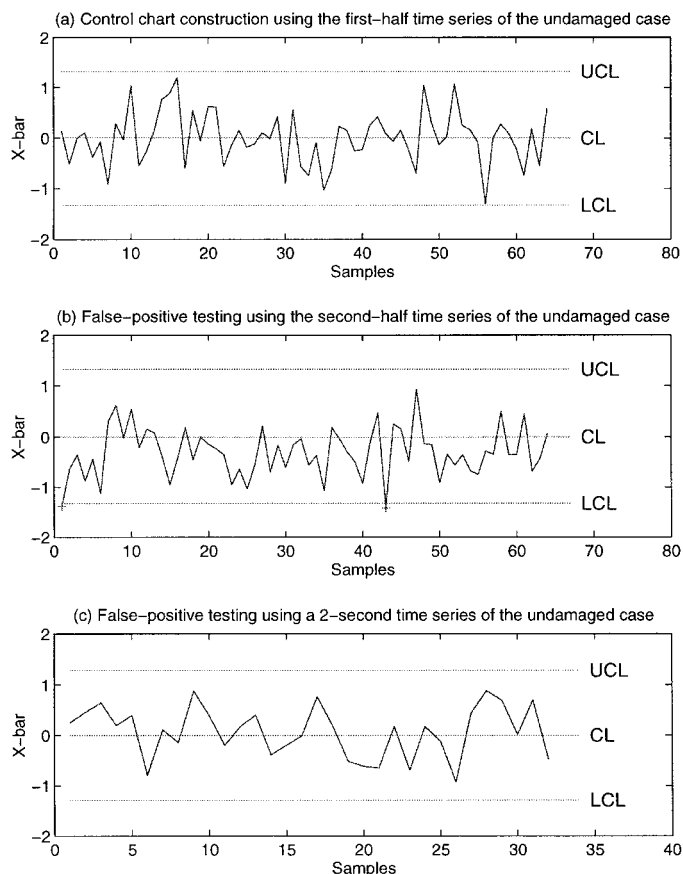 (a) Control chart construction using the first−half time series of the undamaged case
2
UCL
1
X−bar
0
CL
−1
LCL
−2
0 10 20 30 40 50 60 70 80
Samples
(b) False−positive testing using the second−half time series of the undamaged case
2
UCL
1
X−bar
0
CL
−1
LCL
−2
0 10 20 30 40 50 60 70 80
Samples
(c) False−positive testing using a 2−second time series of the undamaged case
2
UCL
1
X−bar
0
CL
−1
LCL
−2
0 5 10 15 20 25 30 35 40
Samples